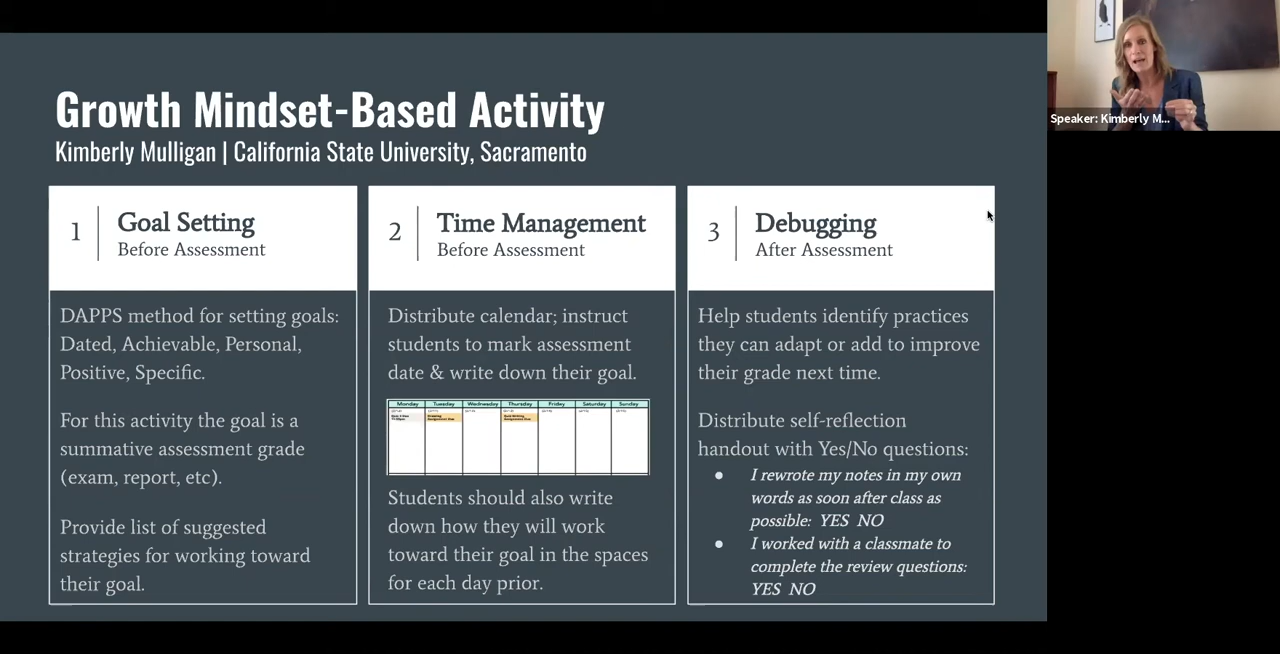 Growth Mindset-Based Activity
Kimberly Mulligan | California State University, Sacramento
Speaker: Kimberly M...
1
Goal Setting
Before Assessment
DAPPS method for setting goals:
Dated, Achievable, Personal,
Positive, Specific.
For this activity the goal is a
summative assessment grade
(exam, report, etc).
Provide list of suggested
strategies for working toward
their goal.
2
Time Management
Before Assessment
Distribute calendar; instruct
students to mark assessment
date & write down their goal.
Monday Tuesday Wednesday Thursday Friday Saturday Sunday
Students should also write
down how they will work
toward their goal in the spaces
for each day prior.
3
Debugging
After Assessment
Help students identify practices
they can adapt or add to improve
their grade next time.
Distribute self-reflection
handout with Yes/No questions:
● I rewrote my notes in my own
words as soon after class as
possible: YES NO
● I worked with a classmate to
complete the review questions:
YES NO